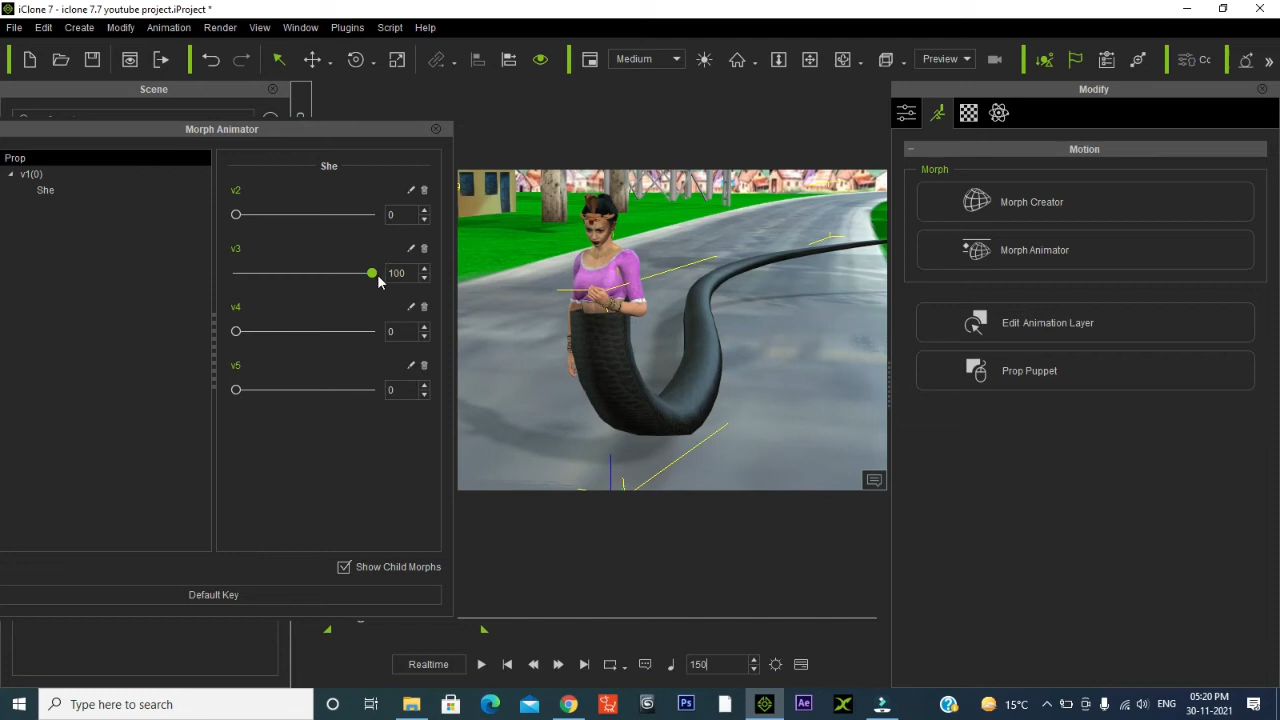 iClone 7 - iclone 7.7 youtube project.iProject *
File Edit Create Modify Animation Render View Window Plugins Script Help
Medium
Preview
Cc
Scene
Modify
Morph Animator
Prop
v1(0)
She
She
v2
0
v3
100
v4
0
v5
0
Show Child Morphs
Default Key
Motion
Morph
Morph Creator
Morph Animator
Edit Animation Layer
Prop Puppet
Realtime
150
Type here to search
Ps
Ae
15°C
ENG
05:20 PM
30-11-2021